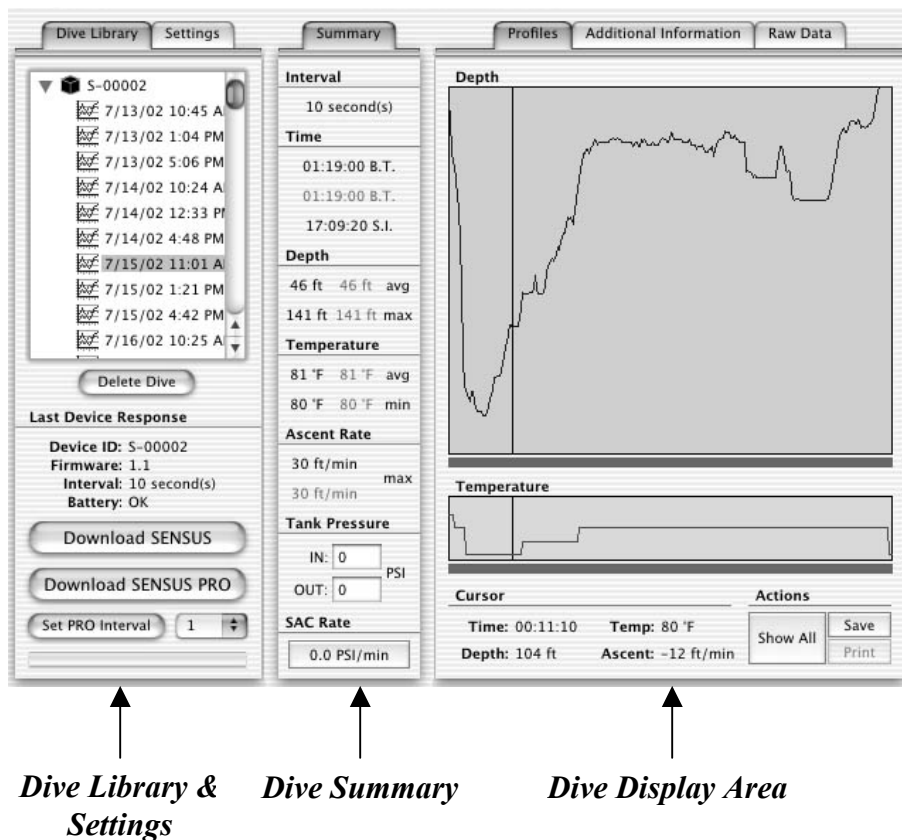 Dive Library
Settings
S-00002
7/13/02 10:45 A
7/13/02 1:04 PM
7/13/02 5:06 PM
7/14/02 10:24 A
7/14/02 12:33 P
7/14/02 4:48 PM
7/15/02 11:01 A
7/15/02 1:21 PM
7/15/02 4:42 PM
7/16/02 10:25 A
Delete Dive
Last Device Response
Device ID: S-00002
Firmware: 1.1
Interval: 10 second(s)
Battery: OK
Download SENSUS
Download SENSUS PRO
Set PRO Interval 1
Summary
Interval
10 second(s)
Time
01:19:00 B.T.
01:19:00 B.T.
17:09:20 S.I.
Depth
46 ft 46 ft avg
141 ft 141 ft max
Temperature
81 °F 81 °F avg
80 °F 80 °F min
Ascent Rate
30 ft/min
max
30 ft/min
Tank Pressure
IN: 0
PSI
OUT: 0
SAC Rate
0.0 PSI/min
Profiles
Additional Information
Raw Data
Depth
Temperature
Cursor
Time: 00:11:10 Temp: 80 °F
Depth: 104 ft Ascent: -12 ft/min
Actions
Show All
Save
Print
Dive Library &
Settings
Dive Summary
Dive Display Area